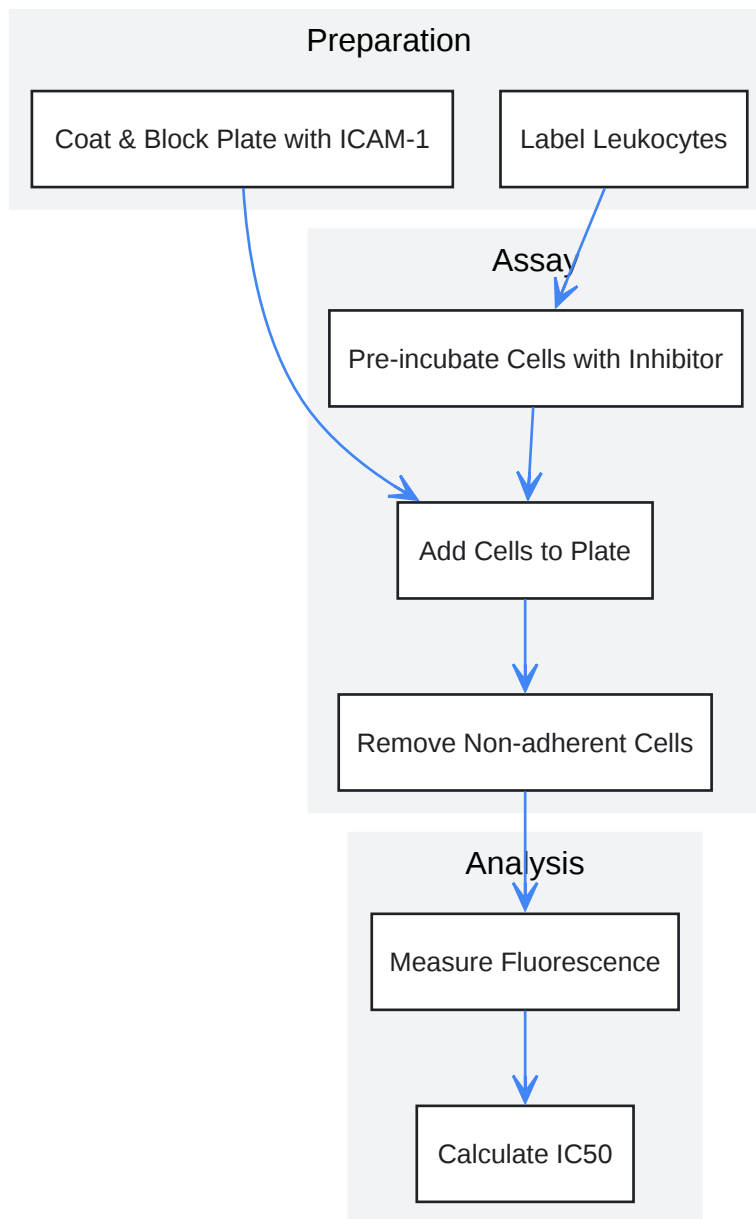 Preparation
Coat & Block Plate with ICAM-1
Label Leukocytes
Assay
Pre-incubate Cells with Inhibitor
Add Cells to Plate
Remove Non-adherent Cells
Analysis
Measure Fluorescence
Calculate IC50